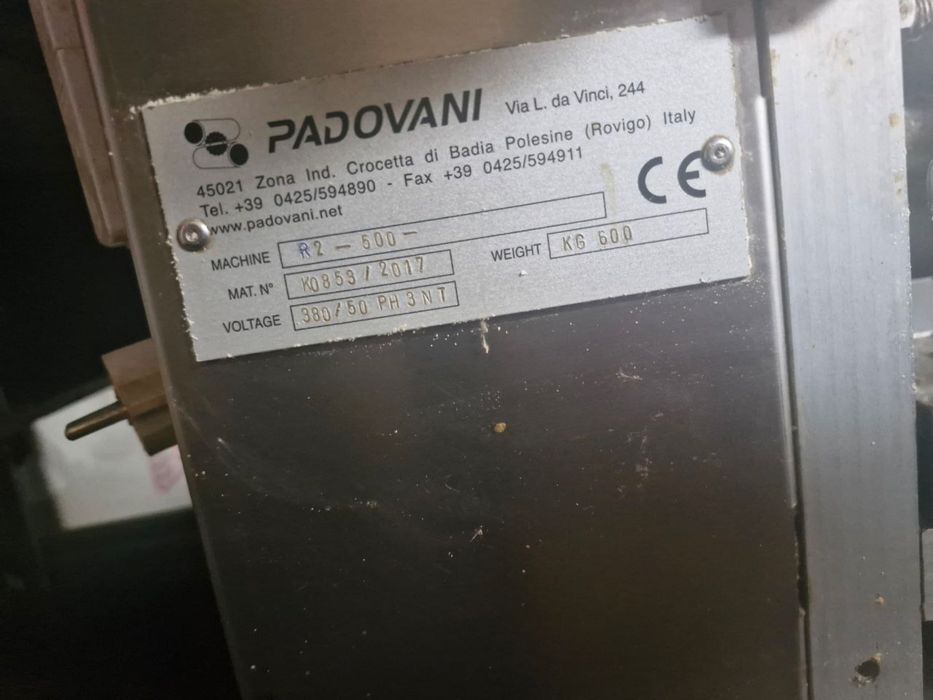 PADOVANI Via L. da Vinci, 244
45021 Zona Ind. Crocetta di Badia Polesine (Rovigo) Italy
Tel. +39 0425/594890 - Fax +39 0425/594911
www.padovani.net
CE
MACHINE R2-600-
MAT. N° K0853/2017 WEIGHT KG 600
VOLTAGE 380/50 PH 3 N T